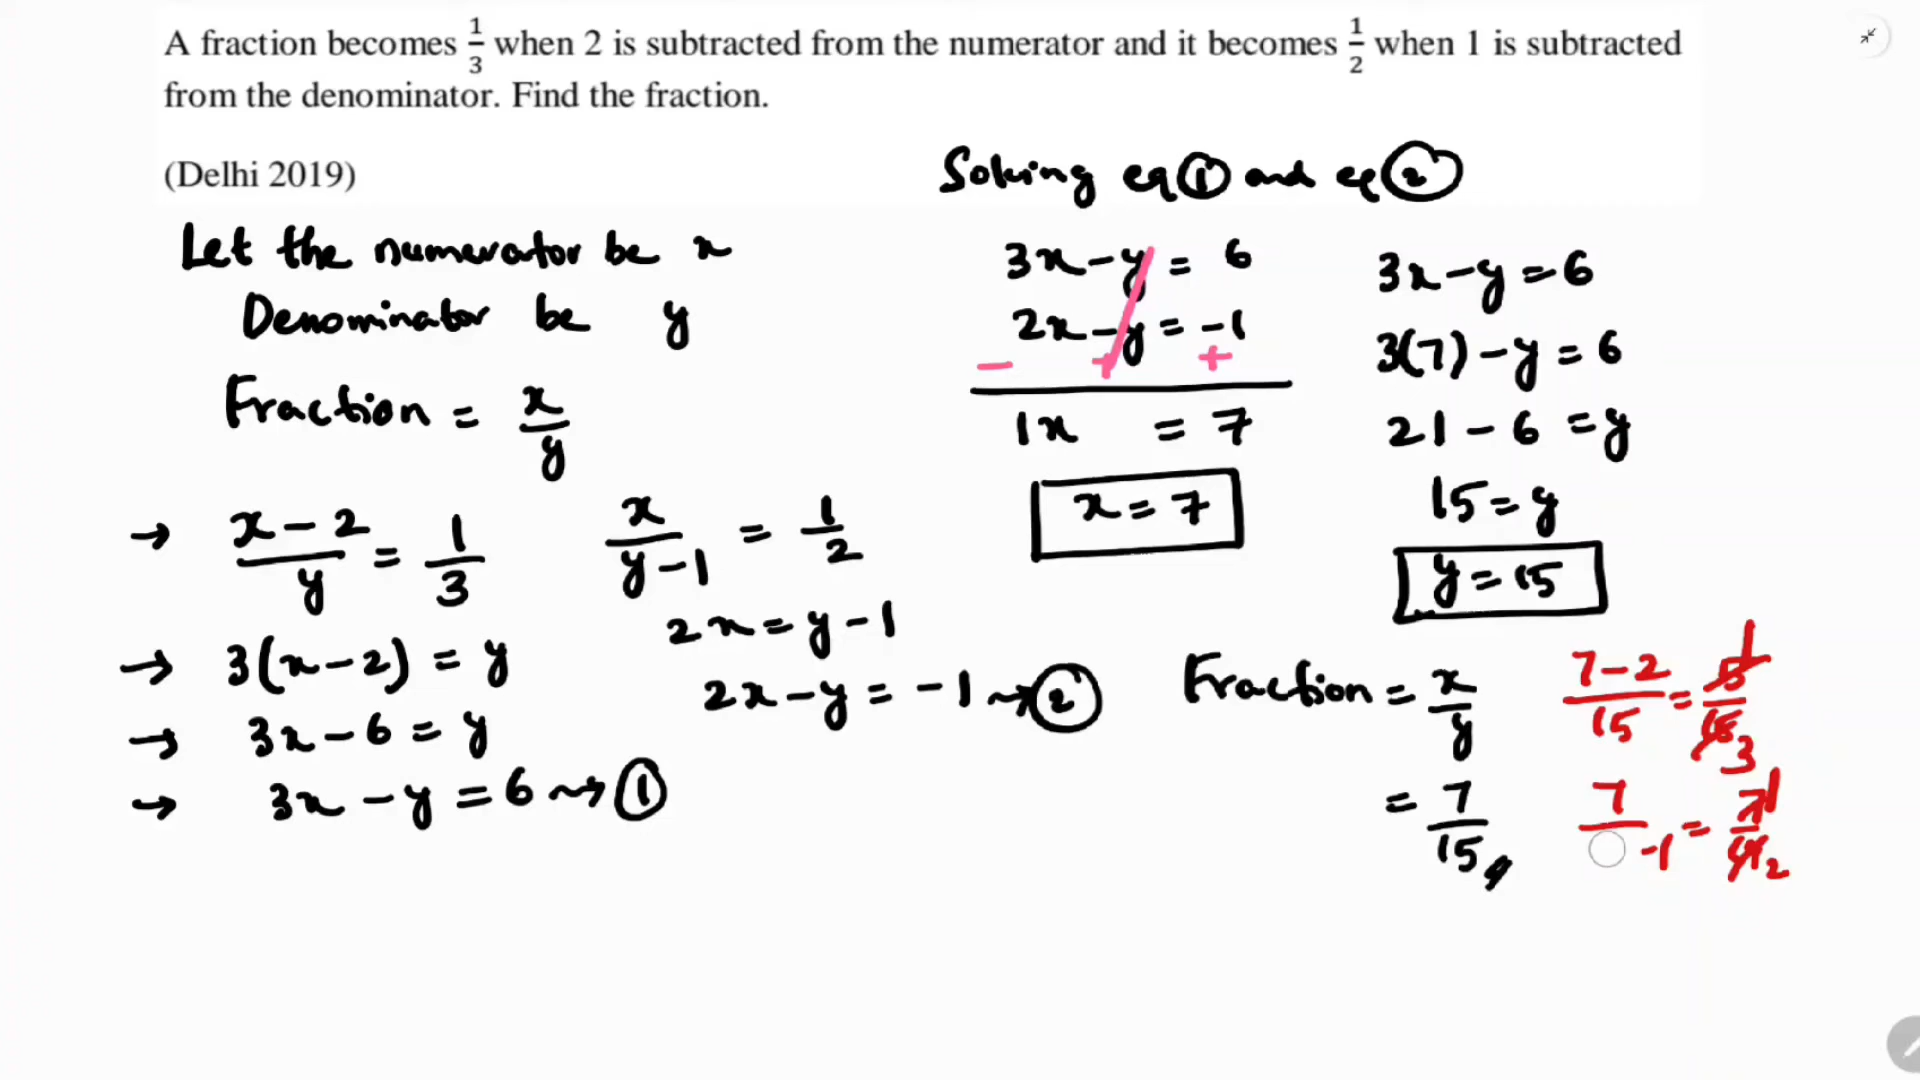 A fraction becomes 1/3 when 2 is subtracted from the numerator and it becomes 1/2 when 1 is subtracted
from the denominator. Find the fraction.
(Delhi 2019)
Let the numerator be x
Denominator be y
Fraction = x/y
→ (x-2)/y = 1/3
→ 3(x-2) = y
→ 3x-6 = y
→ 3x-y = 6 → ①
x/(y-1) = 1/2
2x = y-1
2x-y = -1 → ②
Solving eq ① and eq ②
3x-y = 6
2x-y = -1
- + +
1x = 7
x = 7
3x-y = 6
3(7)-y = 6
21-6 = y
15 = y
y = 15
Fraction = x/y
= 7/15
(7-2)/15 = 5/15 1 3
7/ -1 = 7/ 1 2